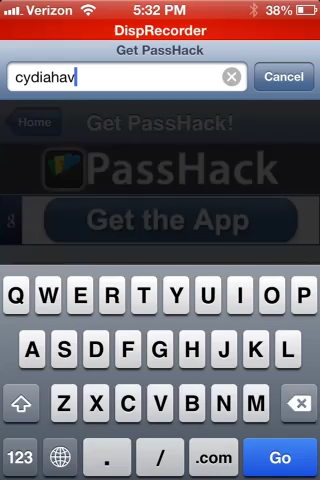 Verizon 5:32 PM 38%
DispRecorder
Get PassHack
cydiahav Cancel
Home Get PassHack!
PassHack
8 Get the App
Q W E R T Y U I O P
A S D F G H J K L
Z X C V B N M
123 . / .com Go